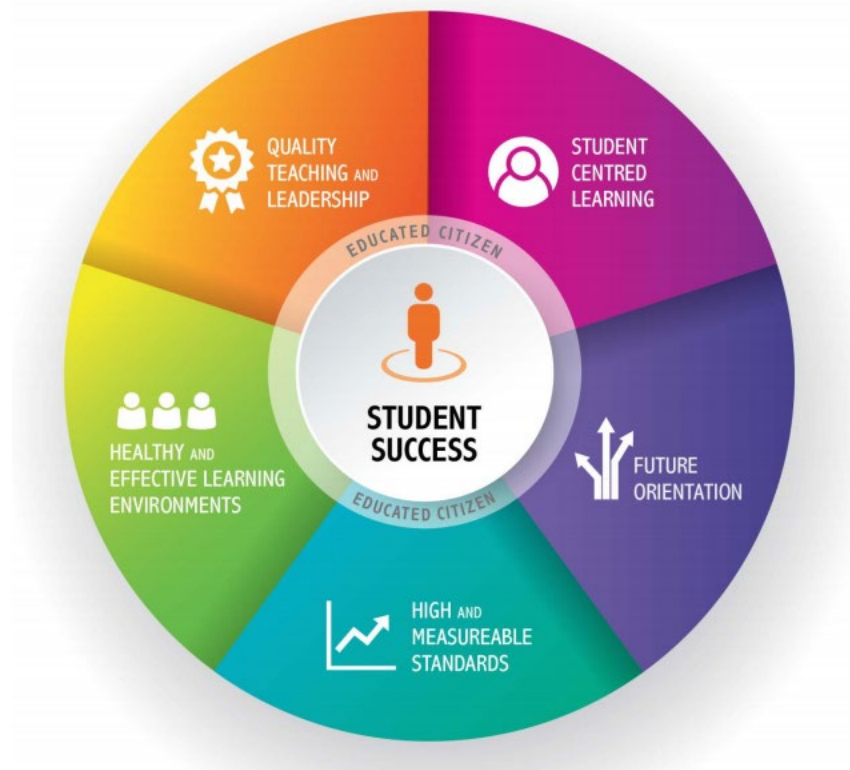 QUALITY
TEACHING AND
LEADERSHIP
STUDENT
CENTRED
LEARNING
EDUCATED CITIZEN
STUDENT
SUCCESS
EDUCATED CITIZEN
HEALTHY AND
EFFECTIVE LEARNING
ENVIRONMENTS
FUTURE
ORIENTATION
HIGH AND
MEASUREABLE
STANDARDS